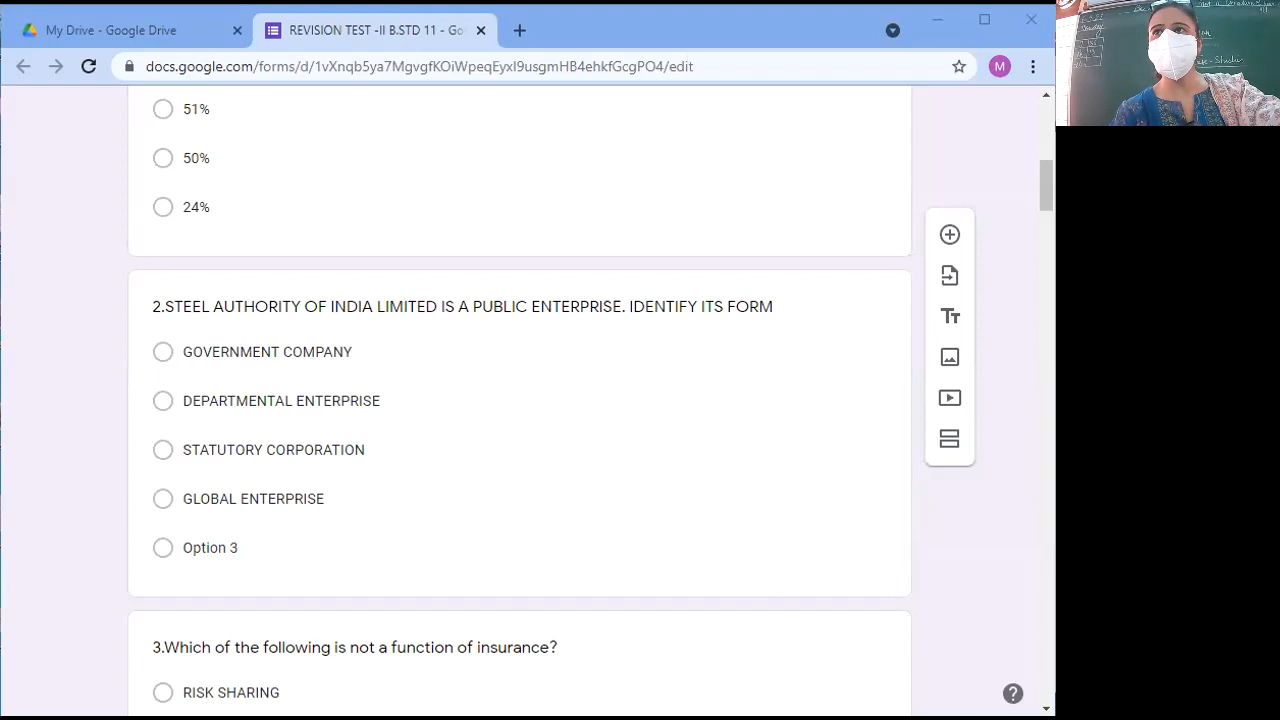 My Drive - Google Drive
REVISION TEST -II B.STD 11 - Go
docs.google.com/forms/d/1vXnqb5ya7MgvgfKOiWpeqEyxI9usgmHB4ehkfGcgPO4/edit
M
51%
50%
24%
2.STEEL AUTHORITY OF INDIA LIMITED IS A PUBLIC ENTERPRISE. IDENTIFY ITS FORM
GOVERNMENT COMPANY
DEPARTMENTAL ENTERPRISE
STATUTORY CORPORATION
GLOBAL ENTERPRISE
Option 3
Tт
3.Which of the following is not a function of insurance?
RISK SHARING
?